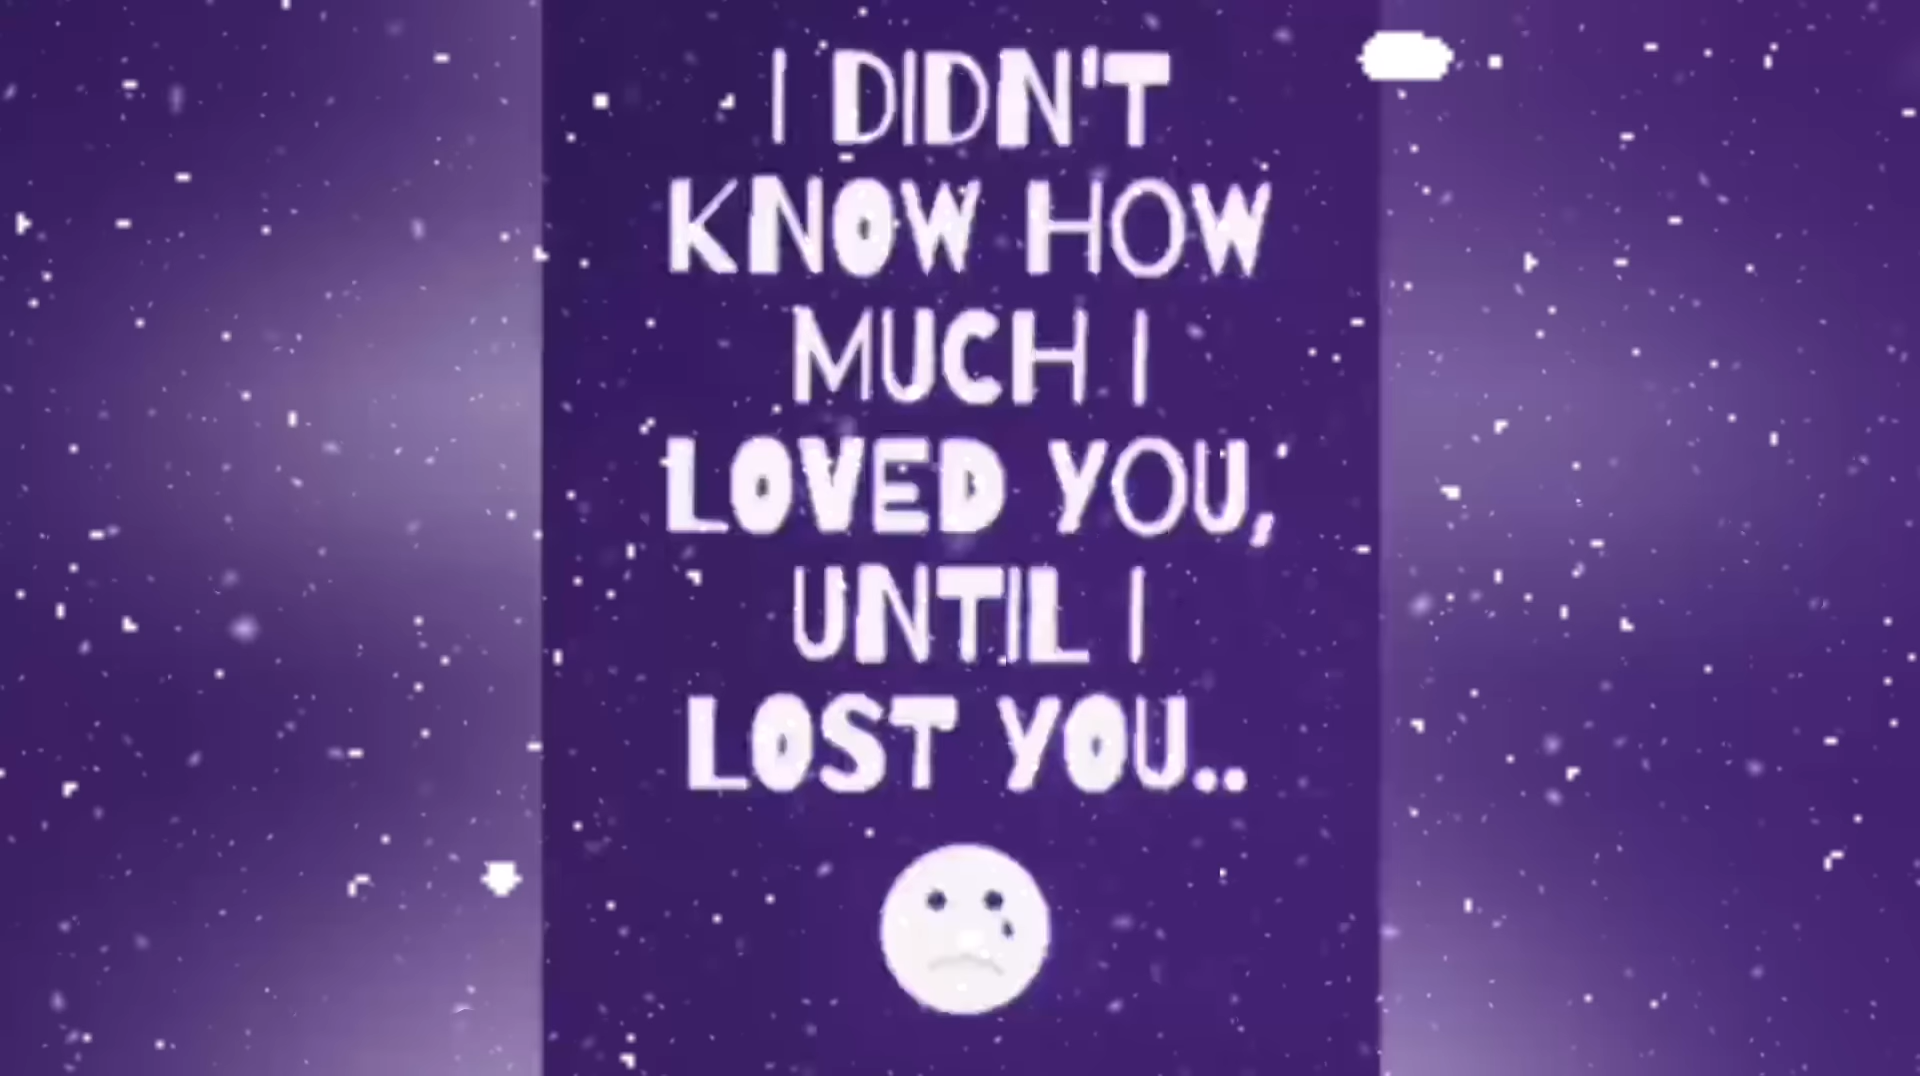 I DIDN'T
KNOW HOW
MUCH I
LOVED YOU,
UNTIL I
LOST YOU..